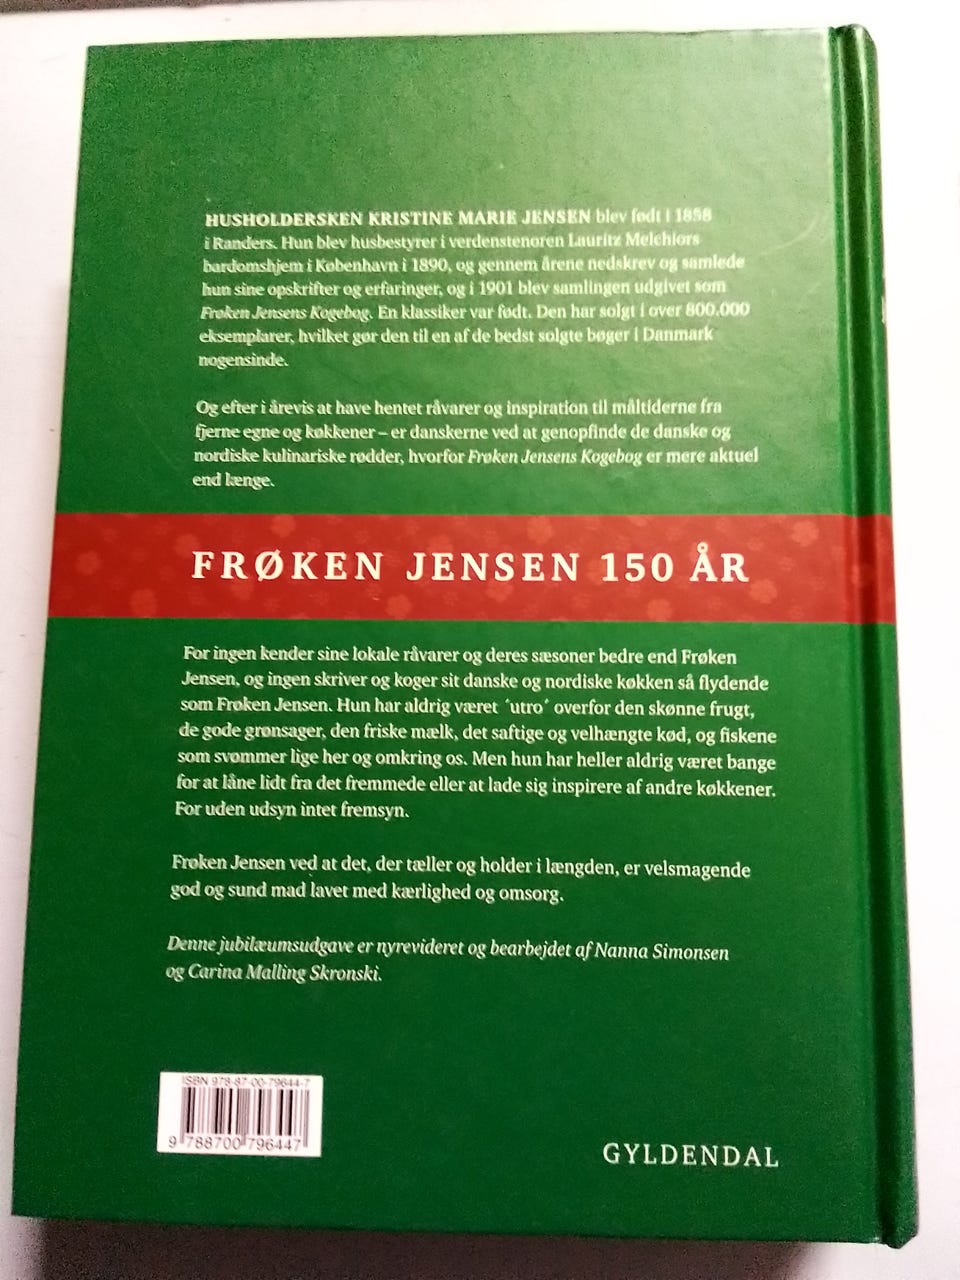 HUSHOLDERSKEN KRISTINE MARIE JENSEN blev født i 1858
i Randers. Hun blev husbestyrer i verdenstenoren Lauritz Melchiors
bardomshjem i København i 1890, og gennem årene nedskrev og samlede
hun sine opskrifter og erfaringer, og i 1901 blev samlingen udgivet som
Frøken Jensens Kogebog. En klassiker var født. Den har solgt i over 800.000
eksemplarer, hvilket gør den til en af de bedst solgte bøger i Danmark
nogensinde.
Og efter i årevis at have hentet råvarer og inspiration til måltiderne fra
fjerne egne og køkkener – er danskerne ved at genopfinde de danske og
nordiske kulinariske rødder, hvorfor Frøken Jensens Kogebog er mere aktuel
end længe.
FRØKEN JENSEN 150 ÅR
For ingen kender sine lokale råvarer og deres sæsoner bedre end Frøken
Jensen, og ingen skriver og koger sit danske og nordiske køkken så flydende
som Frøken Jensen. Hun har aldrig været ´utro´ overfor den skønne frugt,
de gode grønsager, den friske mælk, det saftige og velhængte kød, og fiskene
som svømmer lige her og omkring os. Men hun har heller aldrig været bange
for at låne lidt fra det fremmede eller at lade sig inspirere af andre køkkener.
For uden udsyn intet fremsyn.
Frøken Jensen ved at det, der tæller og holder i længden, er velsmagende
god og sund mad lavet med kærlighed og omsorg.
Denne jubilæumsudgave er nyrevideret og bearbejdet af Nanna Simonsen
og Carina Malling Skronski.
ISBN 978-87-00-79644-7
9 788700 796447
GYLDENDAL